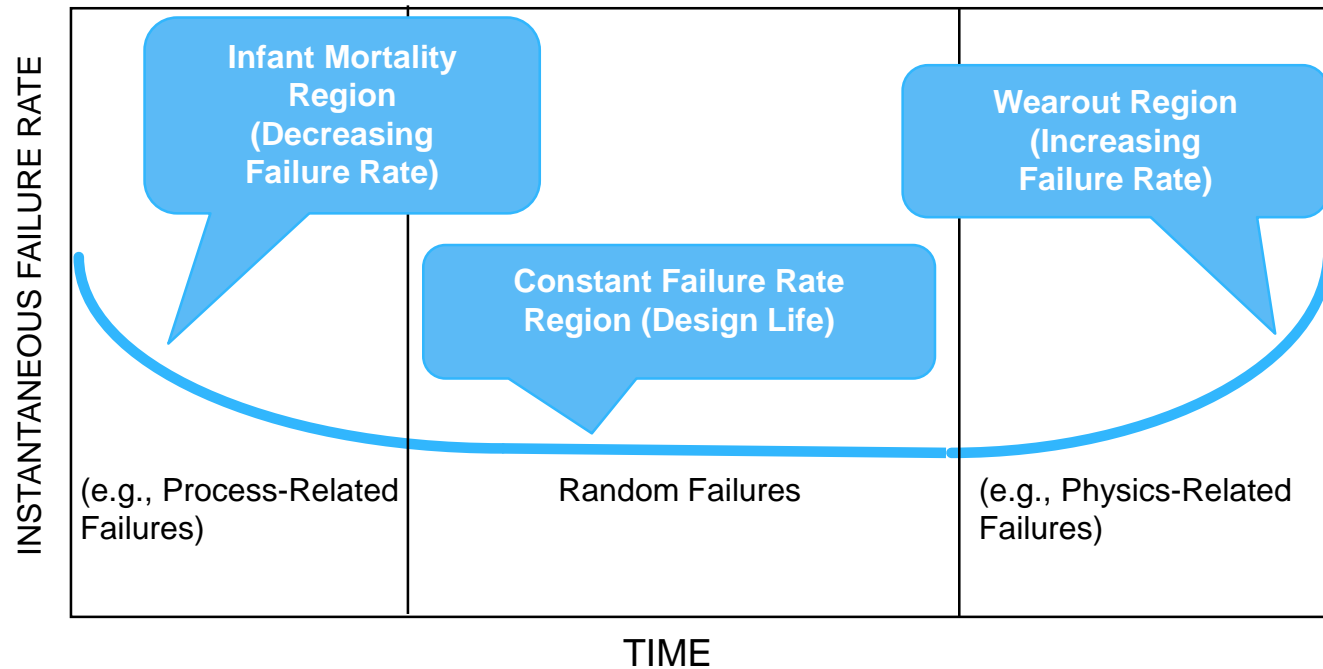 INSTANTANEOUS FAILURE RATE
Infant Mortality
Region
(Decreasing
Failure Rate)
Wearout Region
(Increasing
Failure Rate)
Constant Failure Rate
Region (Design Life)
(e.g., Process-Related
Failures)
Random Failures
(e.g., Physics-Related
Failures)
TIME